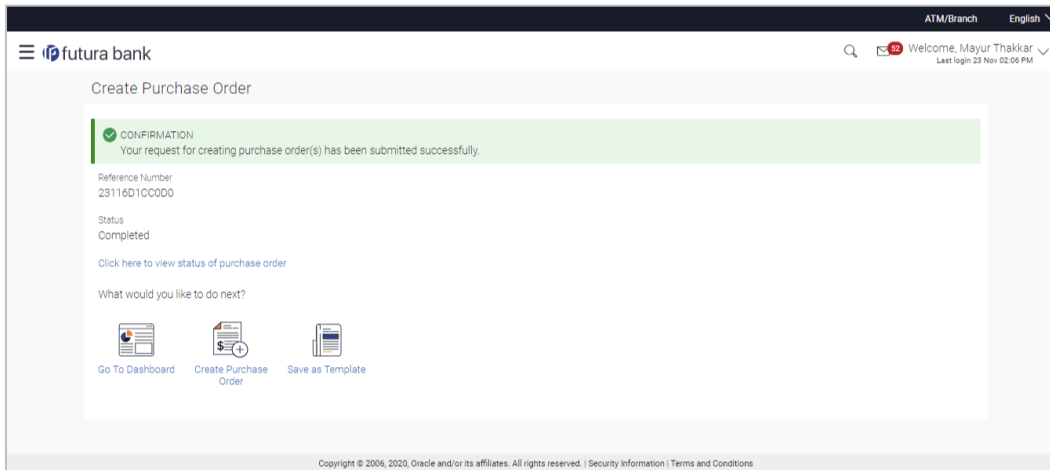 ATM/Branch English
futura bank
52 Welcome, Mayur Thakkar
Last login 23 Nov 02:06 PM
Create Purchase Order
CONFIRMATION
Your request for creating purchase order(s) has been submitted successfully.
Reference Number
23116D1CC0D0
Status
Completed
Click here to view status of purchase order
What would you like to do next?
$
Go To Dashboard
Create Purchase
Order
Save as Template
Copyright © 2006, 2020, Oracle and/or its affiliates. All rights reserved. | Security Information | Terms and Conditions